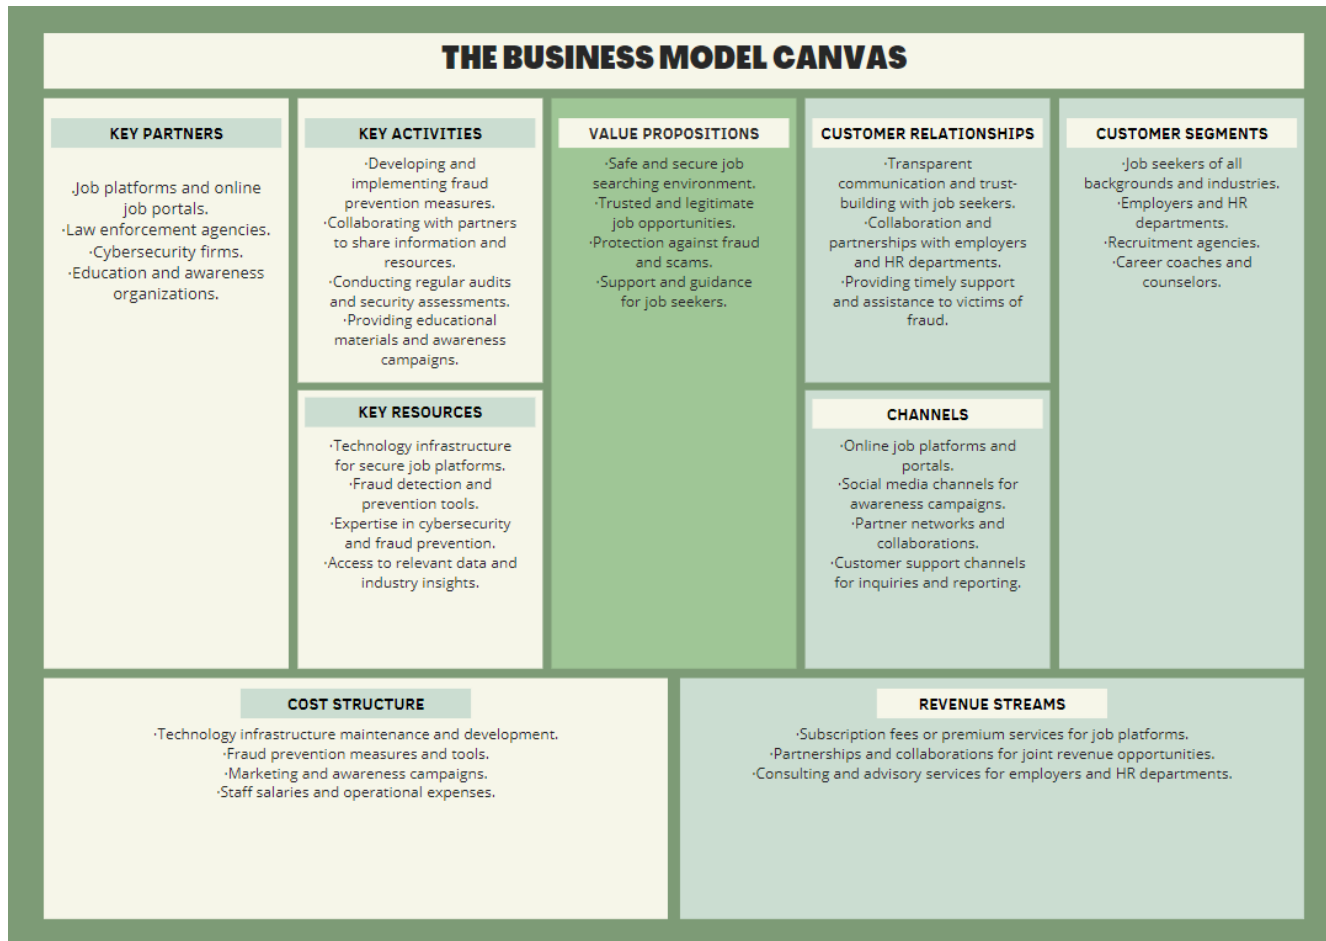 THE BUSINESS MODEL CANVAS
KEY PARTNERS
·Job platforms and online
job portals.
·Law enforcement agencies.
·Cybersecurity firms.
·Education and awareness
organizations.
KEY ACTIVITIES
·Developing and
implementing fraud
prevention measures.
·Collaborating with partners
to share information and
resources.
·Conducting regular audits
and security assessments.
·Providing educational
materials and awareness
campaigns.
KEY RESOURCES
·Technology infrastructure
for secure job platforms.
·Fraud detection and
prevention tools.
·Expertise in cybersecurity
and fraud prevention.
·Access to relevant data and
industry insights.
VALUE PROPOSITIONS
·Safe and secure job
searching environment.
·Trusted and legitimate
job opportunities.
·Protection against fraud
and scams.
·Support and guidance
for job seekers.
CUSTOMER RELATIONSHIPS
·Transparent
communication and trust-
building with job seekers.
·Collaboration and
partnerships with employers
and HR departments.
·Providing timely support
and assistance to victims of
fraud.
CHANNELS
·Online job platforms and
portals.
·Social media channels for
awareness campaigns.
·Partner networks and
collaborations.
·Customer support channels
for inquiries and reporting.
CUSTOMER SEGMENTS
·Job seekers of all
backgrounds and industries.
·Employers and HR
departments.
·Recruitment agencies.
·Career coaches and
counselors.
COST STRUCTURE
·Technology infrastructure maintenance and development.
·Fraud prevention measures and tools.
·Marketing and awareness campaigns.
·Staff salaries and operational expenses.
REVENUE STREAMS
·Subscription fees or premium services for job platforms.
·Partnerships and collaborations for joint revenue opportunities.
·Consulting and advisory services for employers and HR departments.